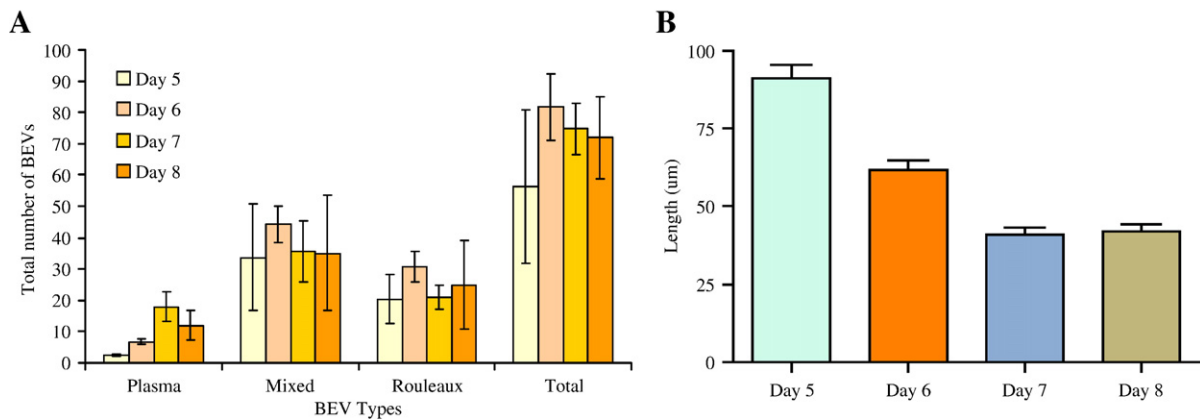 A
Total number of BEVs
100
90
80
70
60
50
40
30
20
10
0
Day 5
Day 6
Day 7
Day 8
Plasma Mixed Rouleaux Total
BEV Types
B
Length (um)
100
75
50
25
0
Day 5 Day 6 Day 7 Day 8